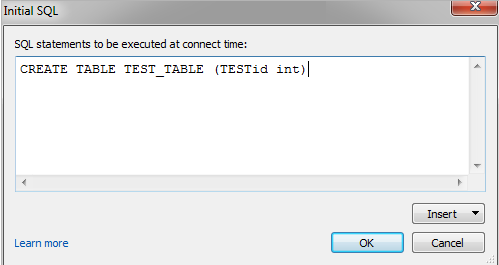 Initial SQL
SQL statements to be executed at connect time:
CREATE TABLE TEST_TABLE (TESTid int)
Insert
Learn more
OK
Cancel